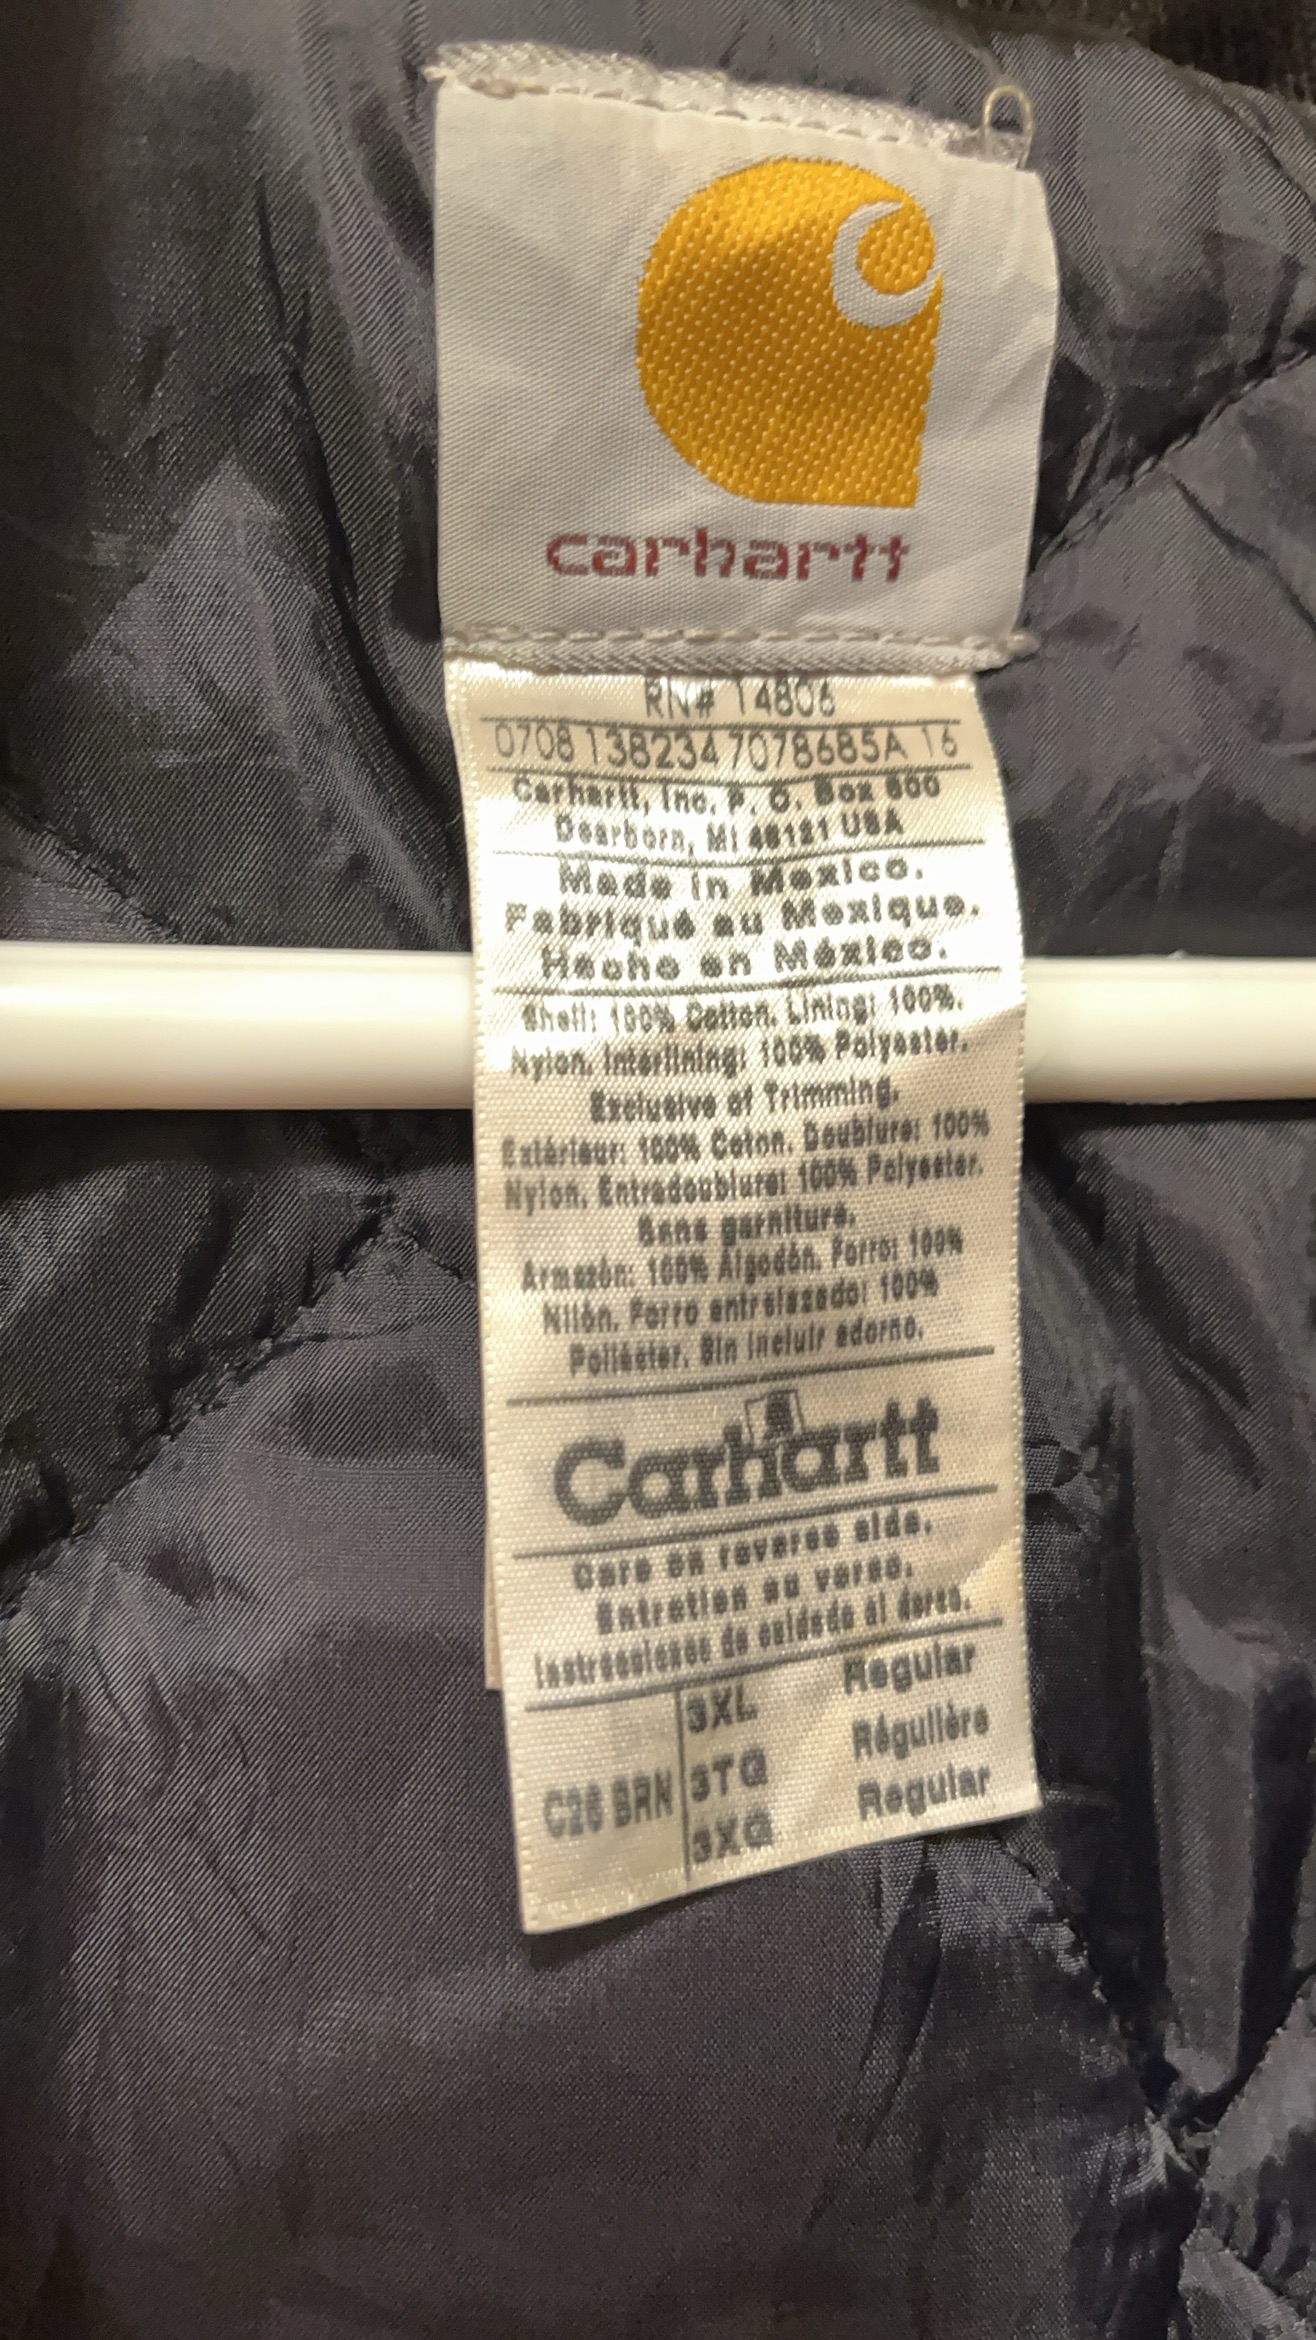 carhartt
RN# 14806
0708 138234 7078685A 16
Carhartt, Inc. P. O. Box 600
Dearborn, MI 48121 USA
Made in Mexico.
Fabriqué au Mexique.
Hecho en México.
Shell: 100% Cotton. Lining: 100%.
Nylon. Interlining: 100% Polyester.
Exclusive of Trimming.
Extérieur: 100% Coton. Doublure: 100%
Nylon. Entredoublure: 100% Polyester.
Sans garniture.
Armazón: 100% Algodón. Forro: 100%
Nilón. Forro entrelazado: 100%
Poliéster. Sin incluir adorno.
Carhartt
Care on reverse side.
Entretien au verso.
Instrucciones de cuidado al dorso.
C26 BRN
3XL Regular
3TG Régulière
3XG Regular